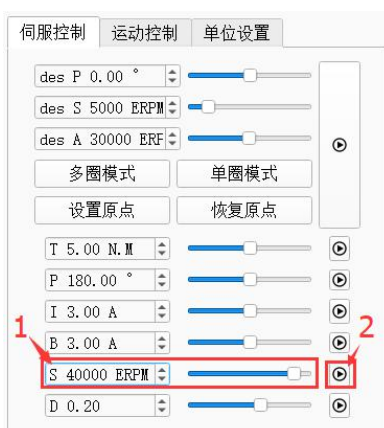 伺服控制 运动控制 单位设置
des P 0.00 °
des S 5000 ERPM
des A 30000 ERF
多圈模式 单圈模式
设置原点 恢复原点
T 5.00 N.M
P 180.00 °
I 3.00 A
1 2
B 3.00 A
S 40000 ERPM
D 0.20